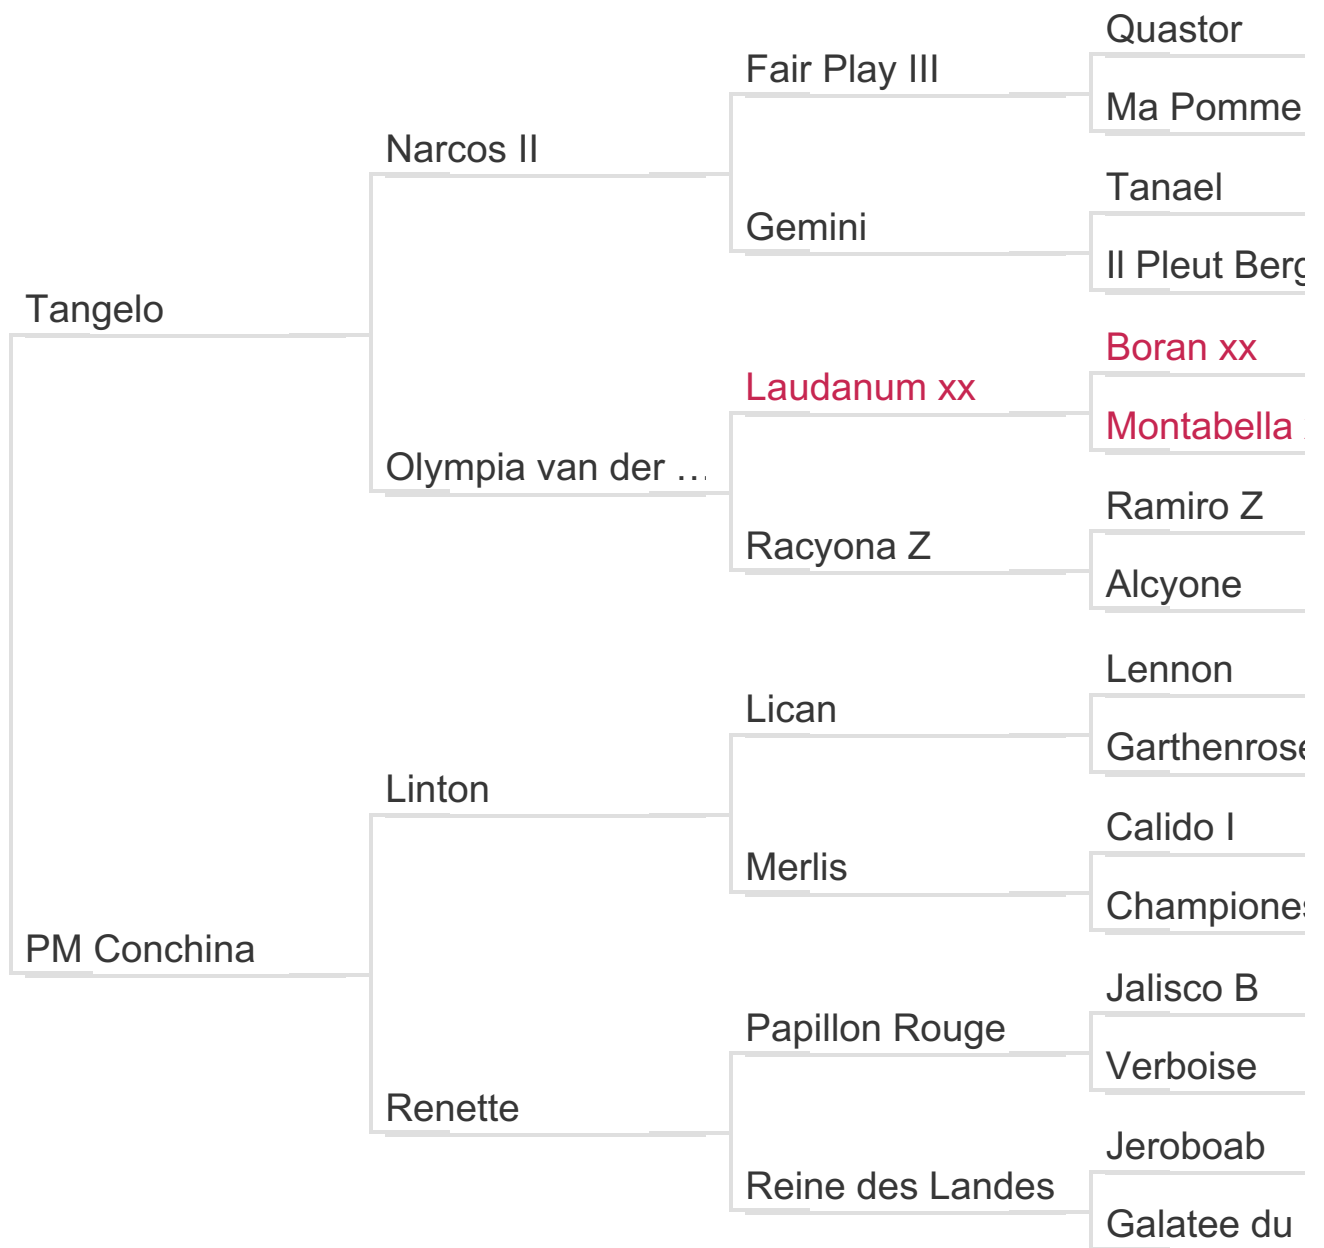 Quastor
Fair Play III
Ma Pomme
Narcos II
Tanael
Gemini
Il Pleut
Tangelo
Boran xx
Laudanum xx
Montabella
Olympia van der ...
Ramiro Z
Racyona Z
Alcyone
Lennon
Lican
Garthenrose
Linton
Calido I
Merlis
PM Conchina
Jalisco B
Papillon Rouge
Verboise
Renette
Jeroboab
Reine des Landes
Galatee du